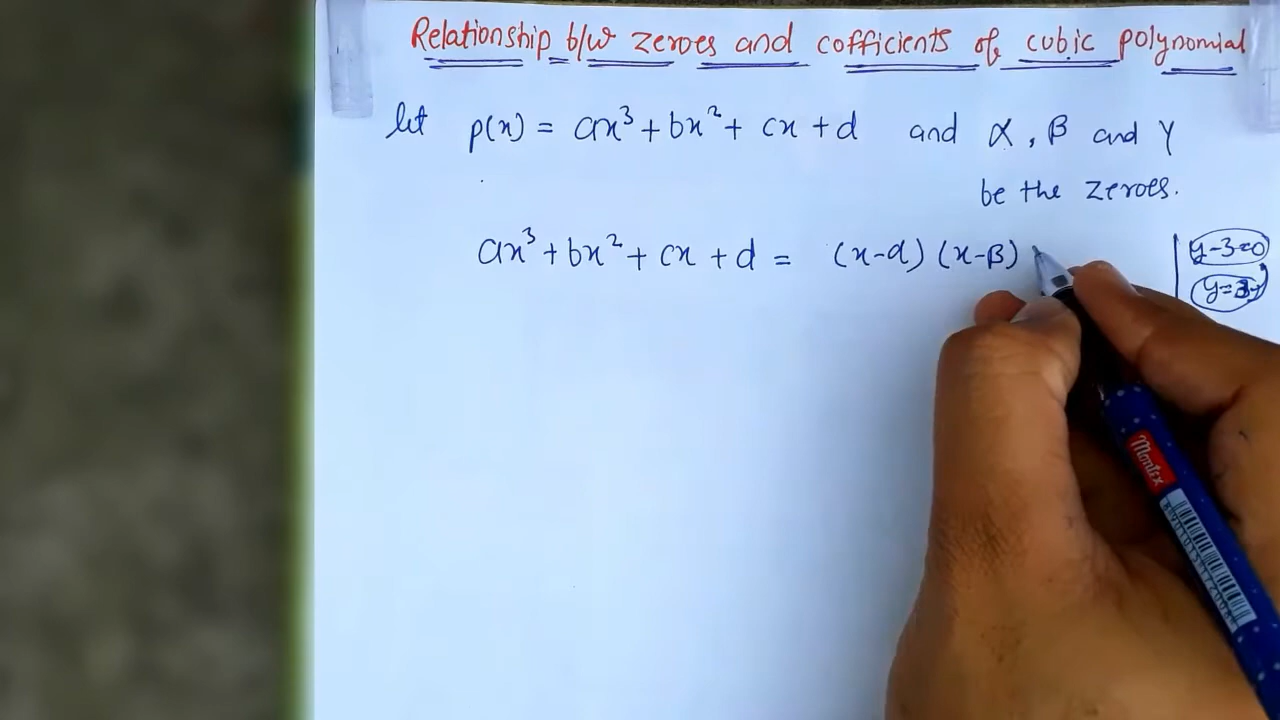 Relationship b/w zeroes and cofficients of cubic polynomial
let p(x) = ax³ + bx² + cx + d and α, β and γ
be the zeroes.
ax³ + bx² + cx + d = (x-α) (x-β)
y-3=0
Montex